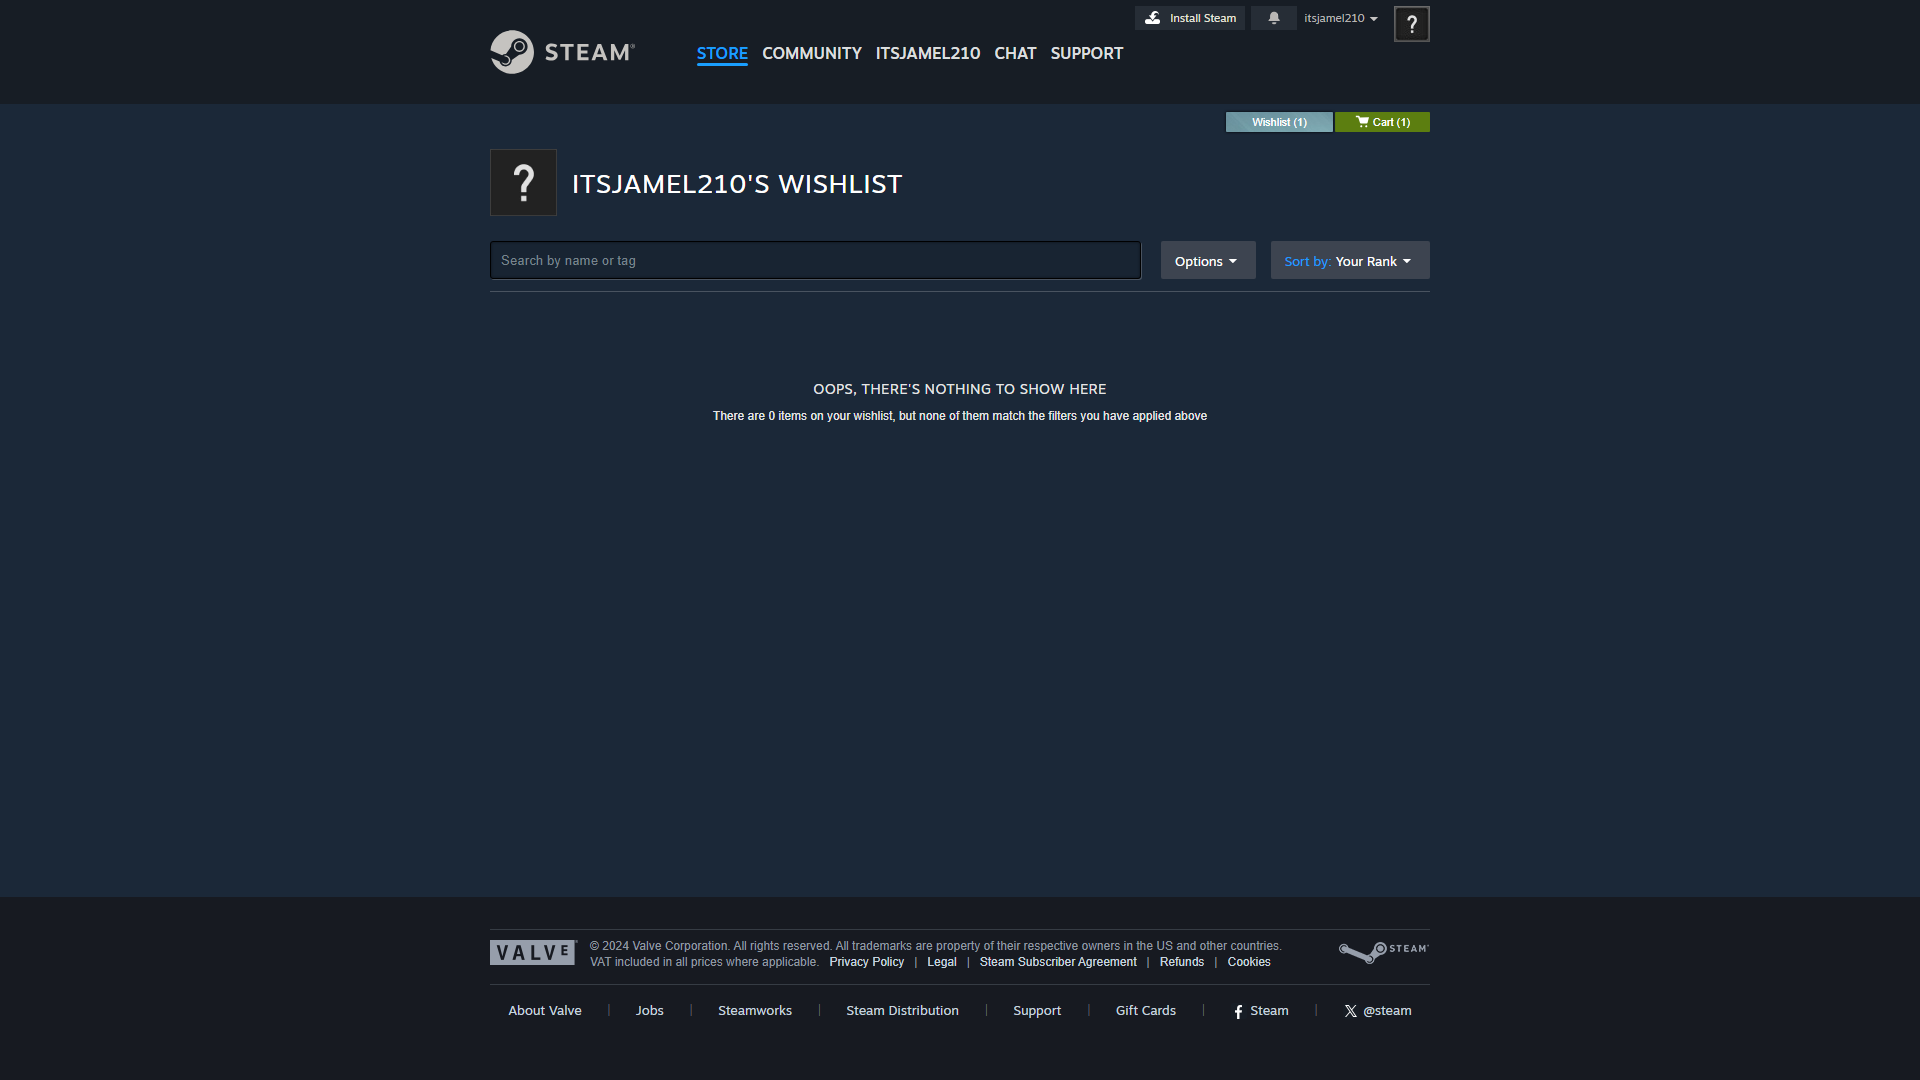 Install Steam
itsjamel210
STEAM®
STORE COMMUNITY ITSJAMEL210 CHAT SUPPORT
Wishlist (1)
Cart (1)
?
ITSJAMEL210'S WISHLIST
Search by name or tag
Options
Sort by: Your Rank
OOPS, THERE'S NOTHING TO SHOW HERE
There are 0 items on your wishlist, but none of them match the filters you have applied above
VALVE
© 2024 Valve Corporation. All rights reserved. All trademarks are property of their respective owners in the US and other countries.
VAT included in all prices where applicable. Privacy Policy | Legal | Steam Subscriber Agreement | Refunds | Cookies
STEAM
About Valve | Jobs | Steamworks | Steam Distribution | Support | Gift Cards | Steam | @steam